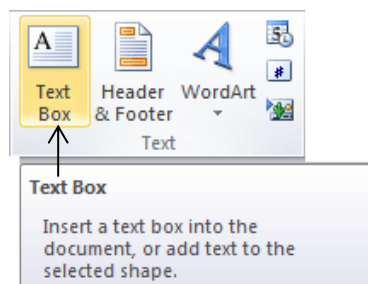 A
Text Box
Header & Footer
A
WordArt
5
#
Text
Text Box
Insert a text box into the
document, or add text to the
selected shape.